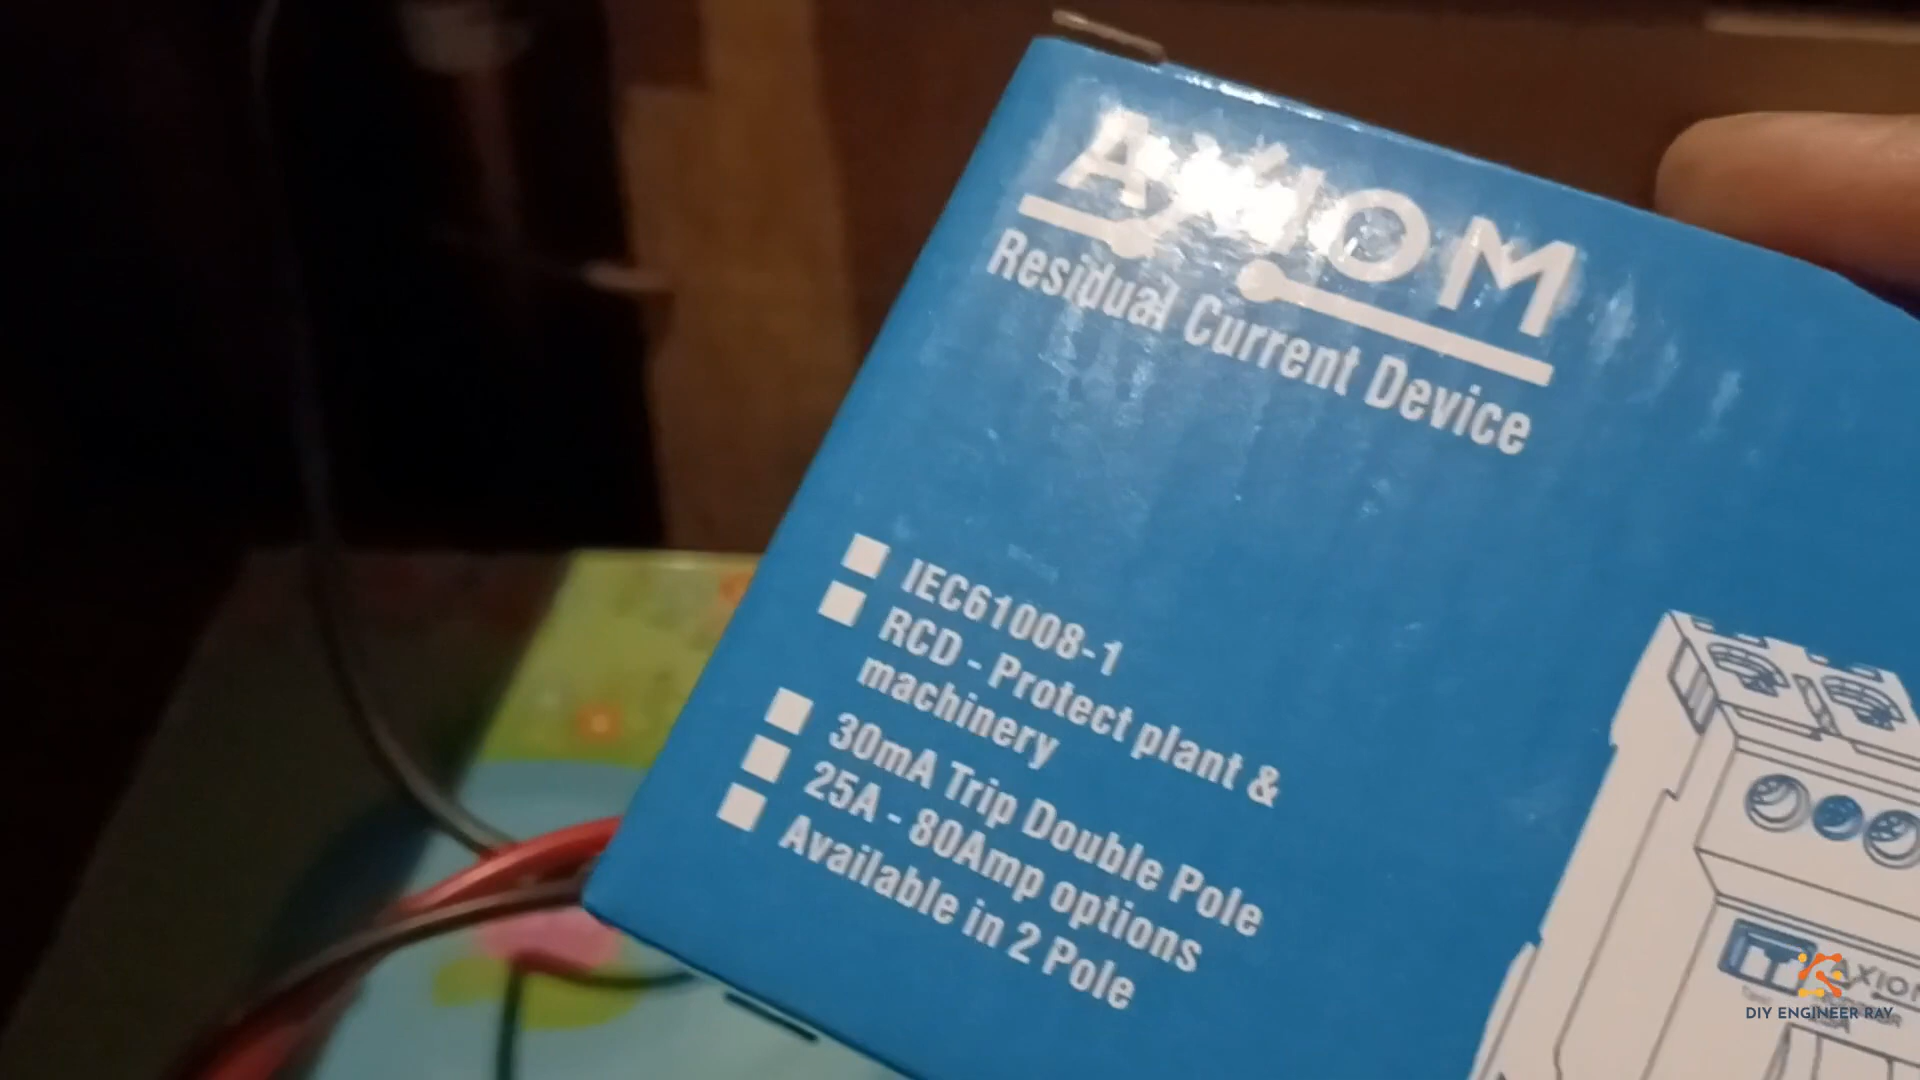 AXIOM
Residual Current Device
IEC61008-1
RCD - Protect plant &
machinery
30mA Trip Double Pole
25A - 80Amp options
Available in 2 Pole
DIY ENGINEER RAY